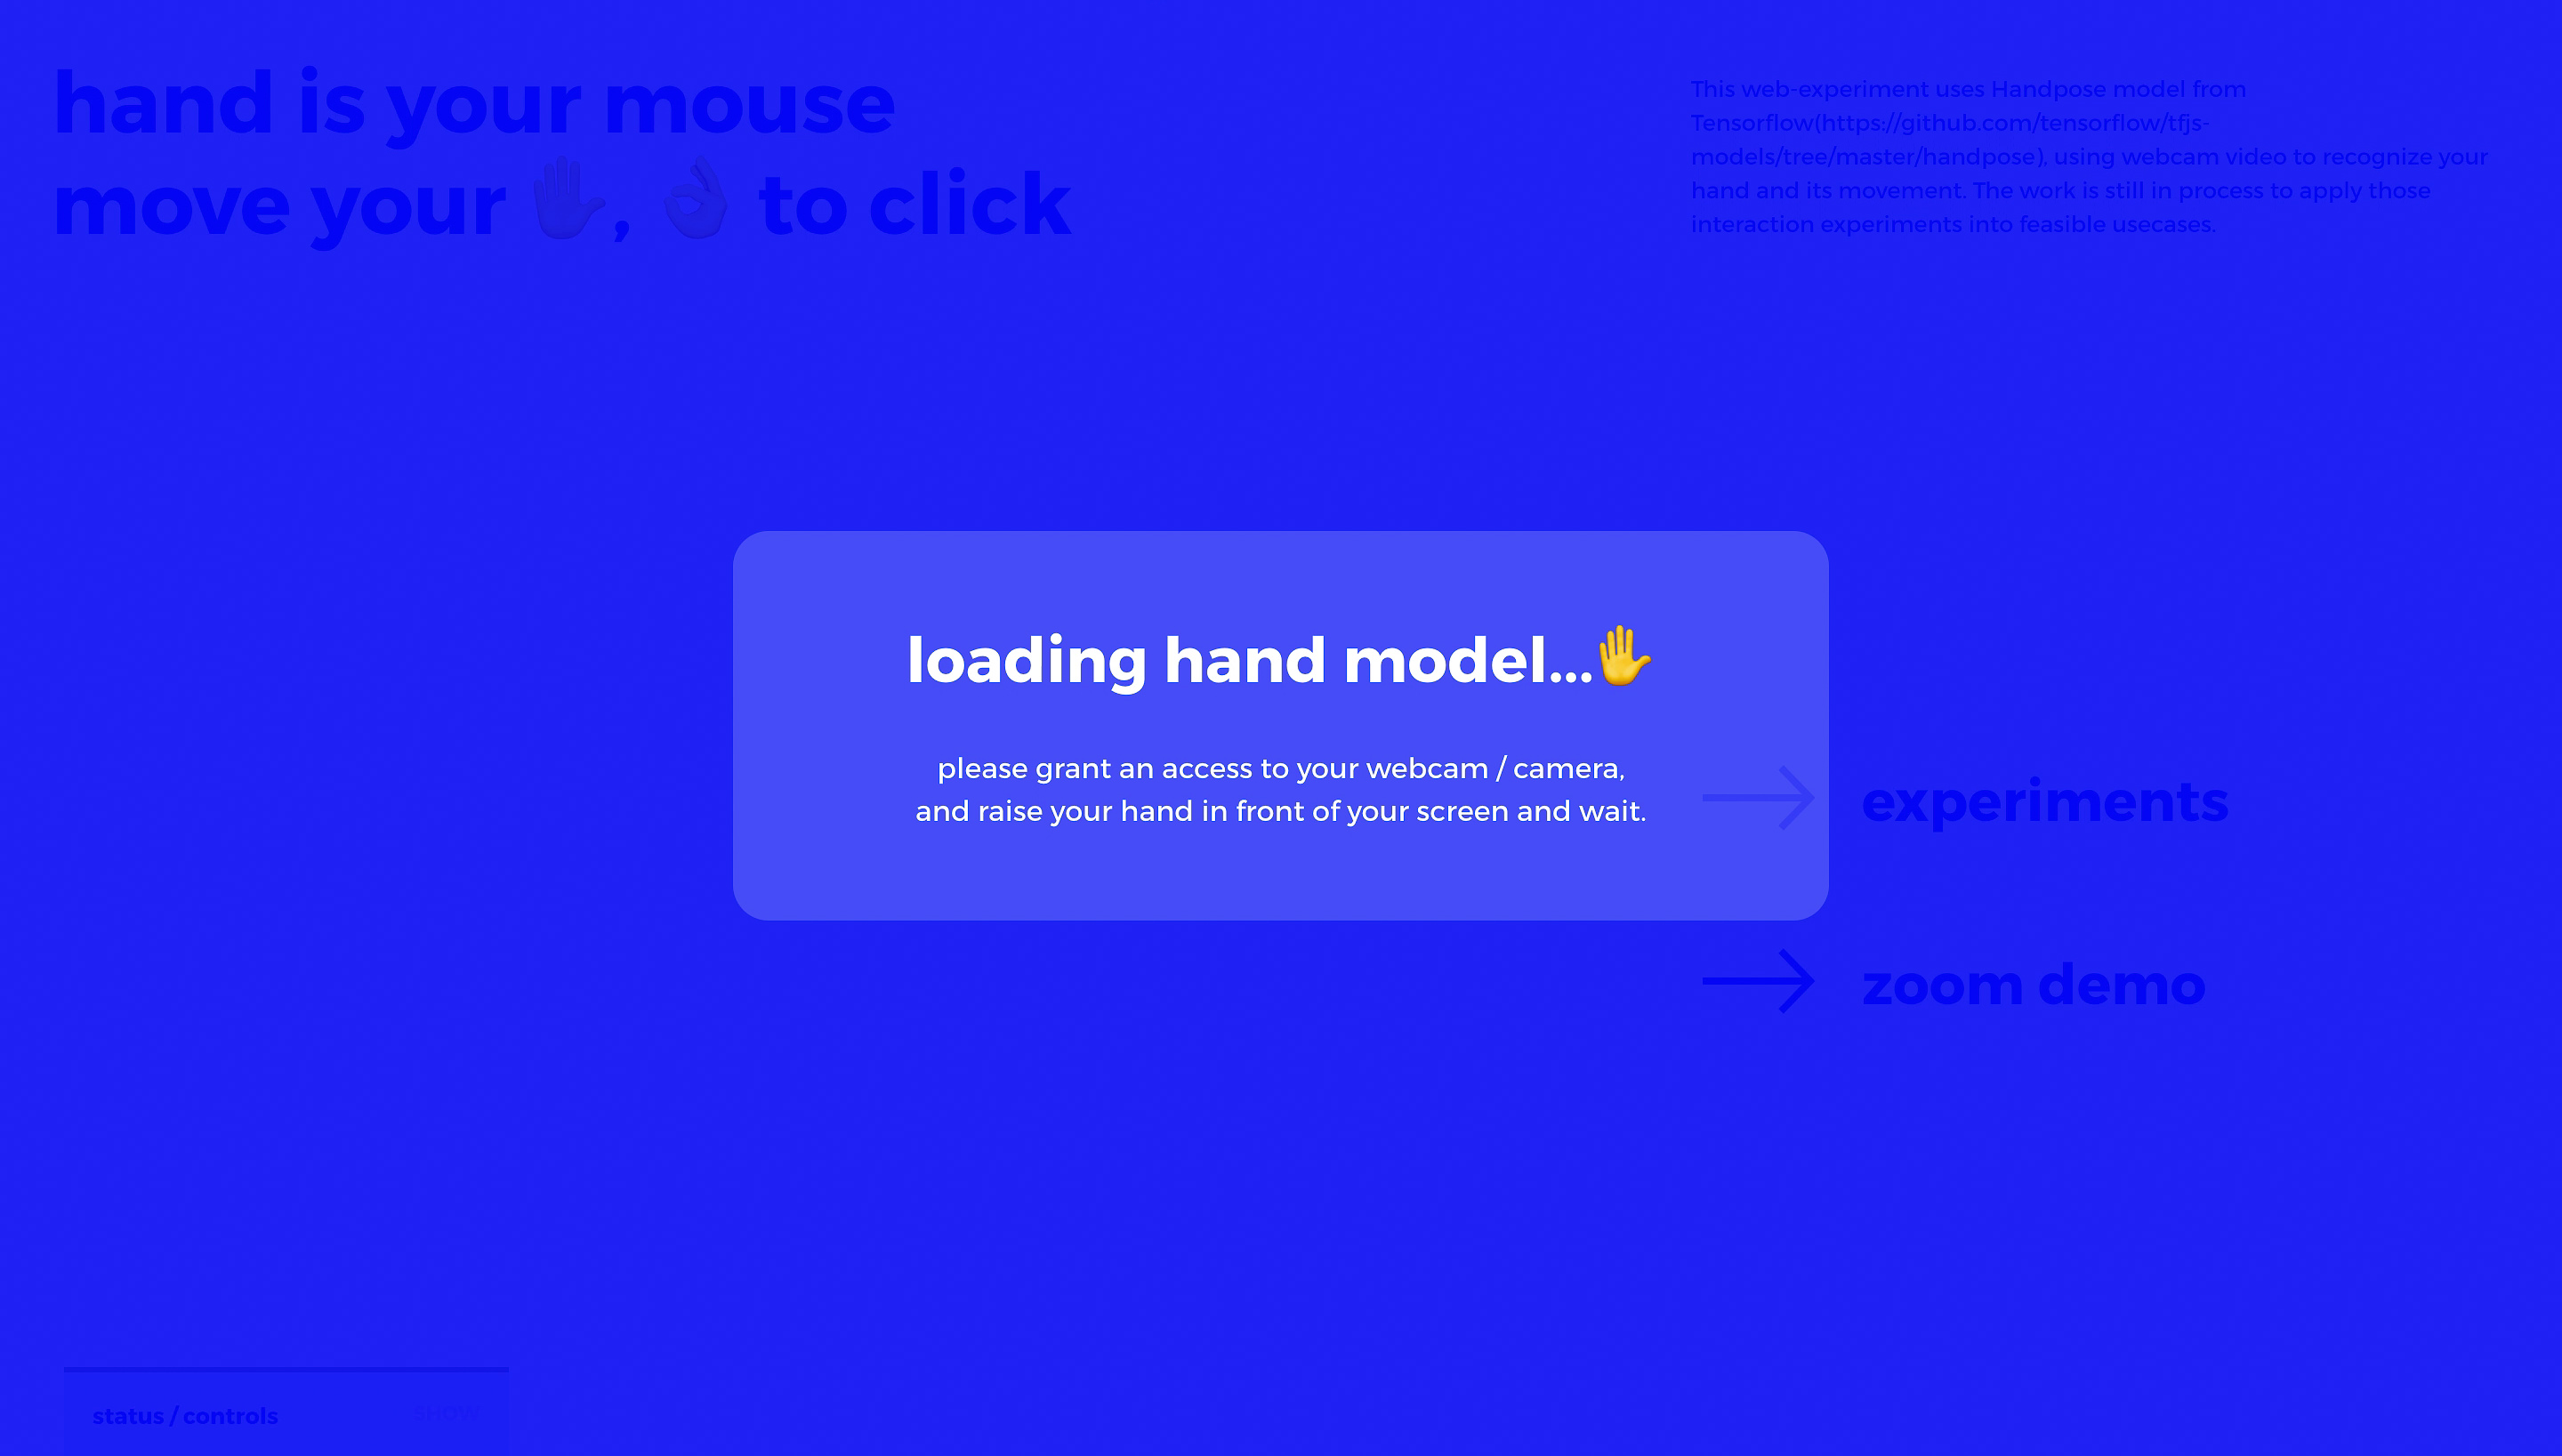 hand is your mouse
move your ✋, 👌 to click
This web-experiment uses Handpose model from
Tensorflow(https://github.com/tensorflow/tfjs-
models/tree/master/handpose), using webcam video to recognize your
hand and its movement. The work is still in process to apply those
interaction experiments into feasible usecases.
loading hand model...✋
please grant an access to your webcam / camera,
and raise your hand in front of your screen and wait.
experiments
zoom demo
status / controls
SHOW